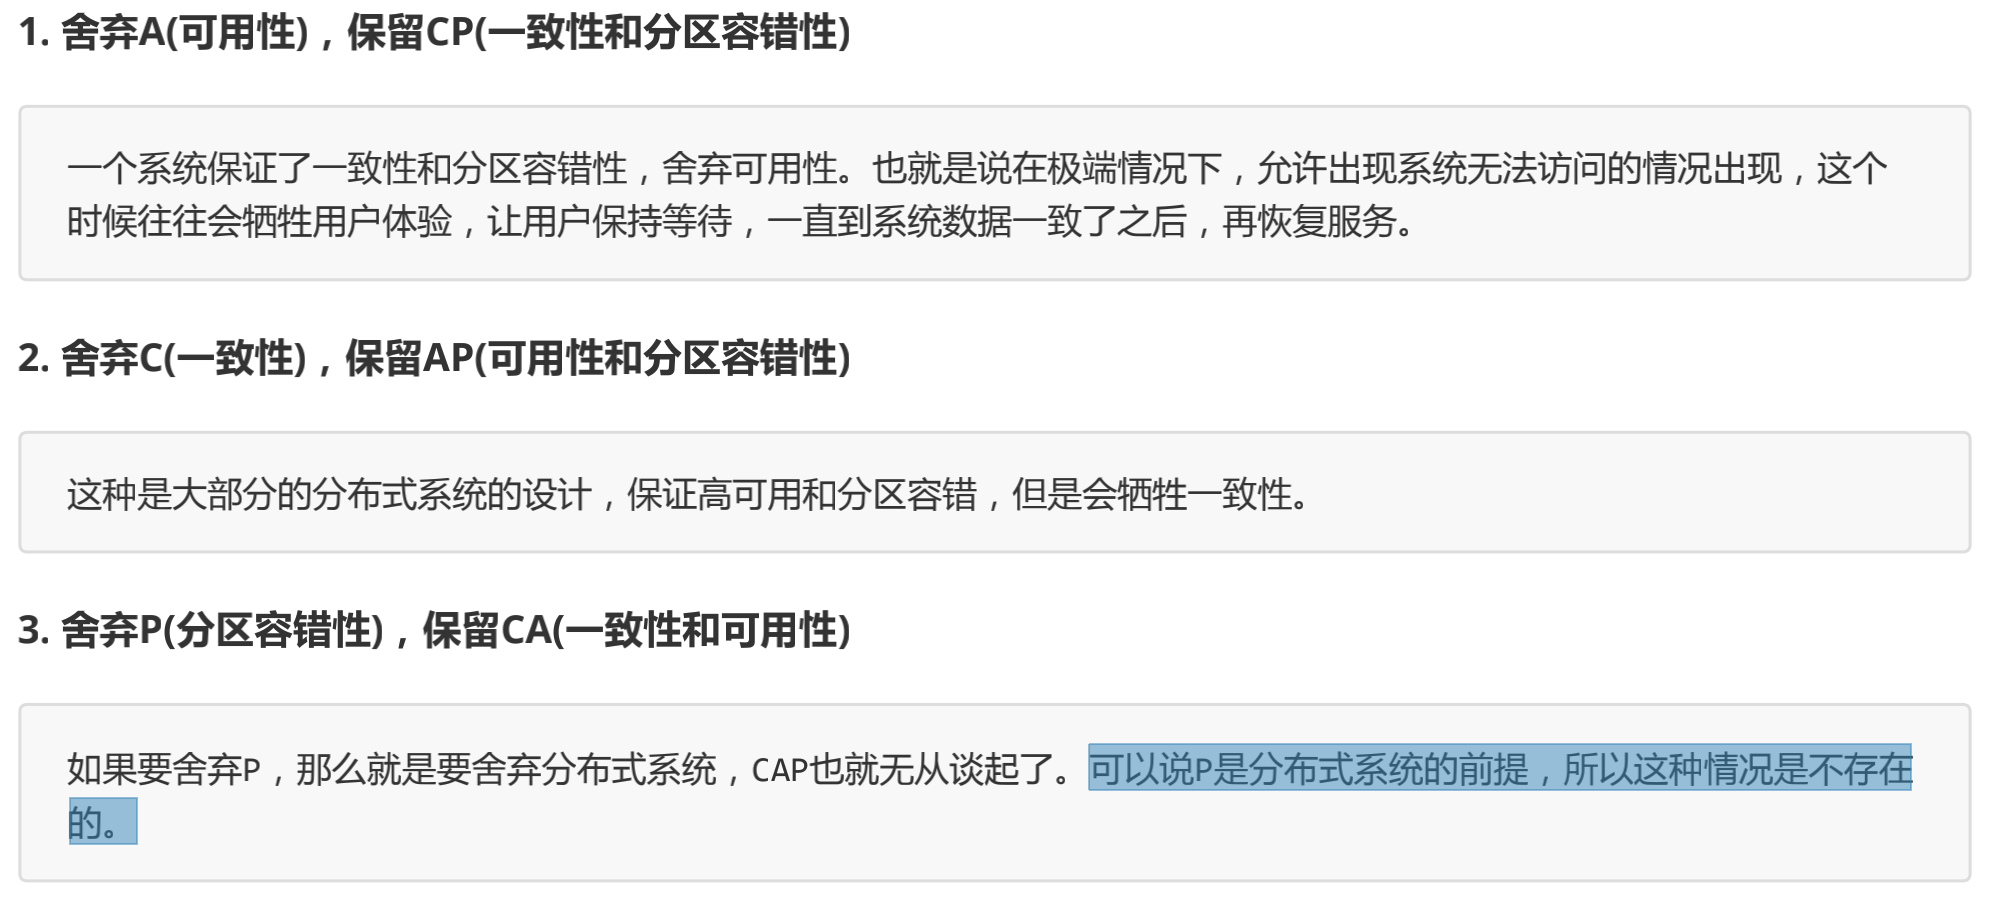 1. 舍弃A(可用性)，保留CP(一致性和分区容错性)
一个系统保证了一致性和分区容错性，舍弃可用性。也就是说在极端情况下，允许出现系统无法访问的情况出现，这个
时候往往会牺牲用户体验，让用户保持等待，一直到系统数据一致了之后，再恢复服务。
2. 舍弃C(一致性)，保留AP(可用性和分区容错性)
这种是大部分的分布式系统的设计，保证高可用和分区容错，但是会牺牲一致性。
3. 舍弃P(分区容错性)，保留CA(一致性和可用性)
如果要舍弃P，那么就是要舍弃分布式系统，CAP也就无从谈起了。可以说P是分布式系统的前提，所以这种情况是不存在
的。